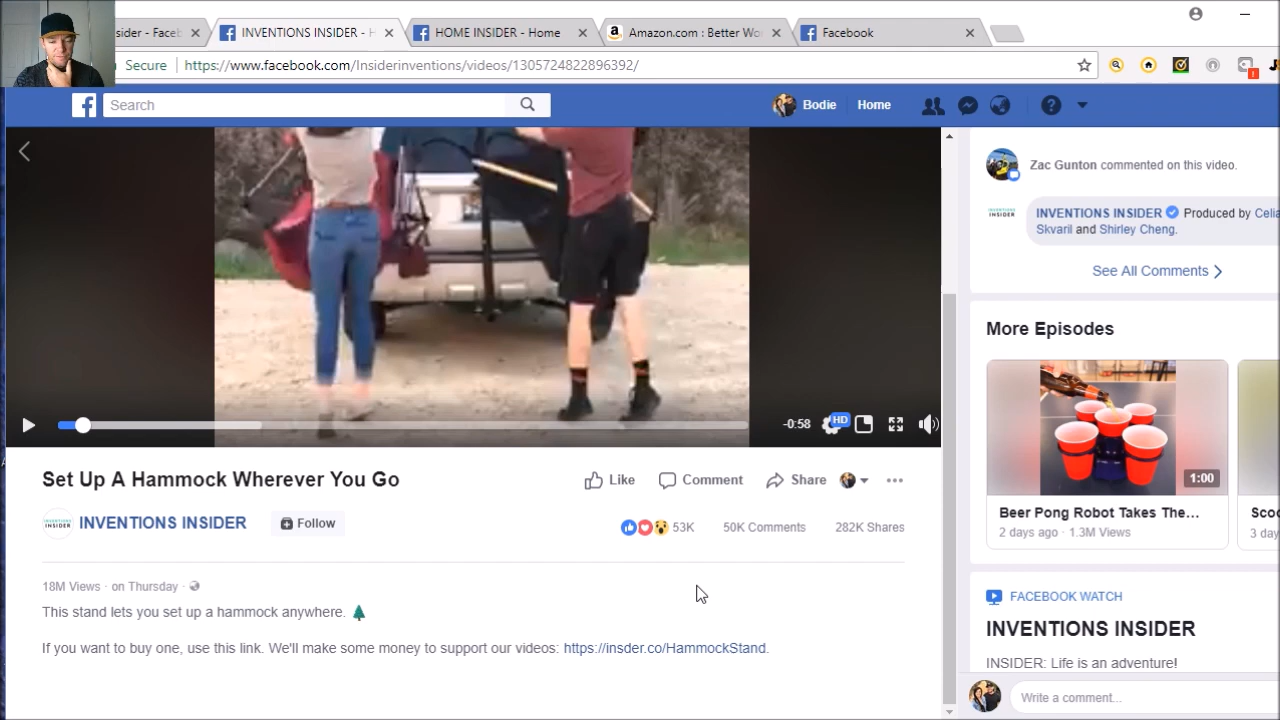 sider - Faceb
INVENTIONS INSIDER - H
HOME INSIDER - Home
Amazon.com : Better Wo
Facebook
Secure
https://www.facebook.com/Insiderinventions/videos/1305724822896392/
Search
Bodie
Home
Zac Gunton commented on this video.
INVENTIONS INSIDER
INVENTIONS INSIDER Produced by Celia
Skvaril and Shirley Cheng.
See All Comments
More Episodes
-0:58
HD
1:00
Beer Pong Robot Takes The...
2 days ago · 1.3M Views
Scoo
3 day
Set Up A Hammock Wherever You Go
Like
Comment
Share
INVENTIONS INSIDER
INVENTIONS INSIDER
Follow
53K
50K Comments
282K Shares
18M Views · on Thursday ·
This stand lets you set up a hammock anywhere.
If you want to buy one, use this link. We'll make some money to support our videos: https://insder.co/HammockStand.
FACEBOOK WATCH
INVENTIONS INSIDER
INSIDER: Life is an adventure!
Write a comment...